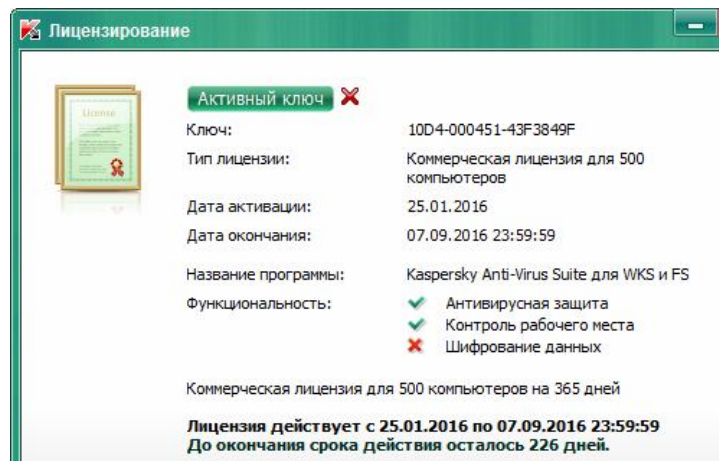 Лицензирование
License
Активный ключ
Ключ: 10D4-000451-43F3849F
Тип лицензии: Коммерческая лицензия для 500
компьютеров
Дата активации: 25.01.2016
Дата окончания: 07.09.2016 23:59:59
Название программы: Kaspersky Anti-Virus Suite для WKS и FS
Функциональность: Антивирусная защита
Контроль рабочего места
Шифрование данных
Коммерческая лицензия для 500 компьютеров на 365 дней
Лицензия действует с 25.01.2016 по 07.09.2016 23:59:59
До окончания срока действия осталось 226 дней.